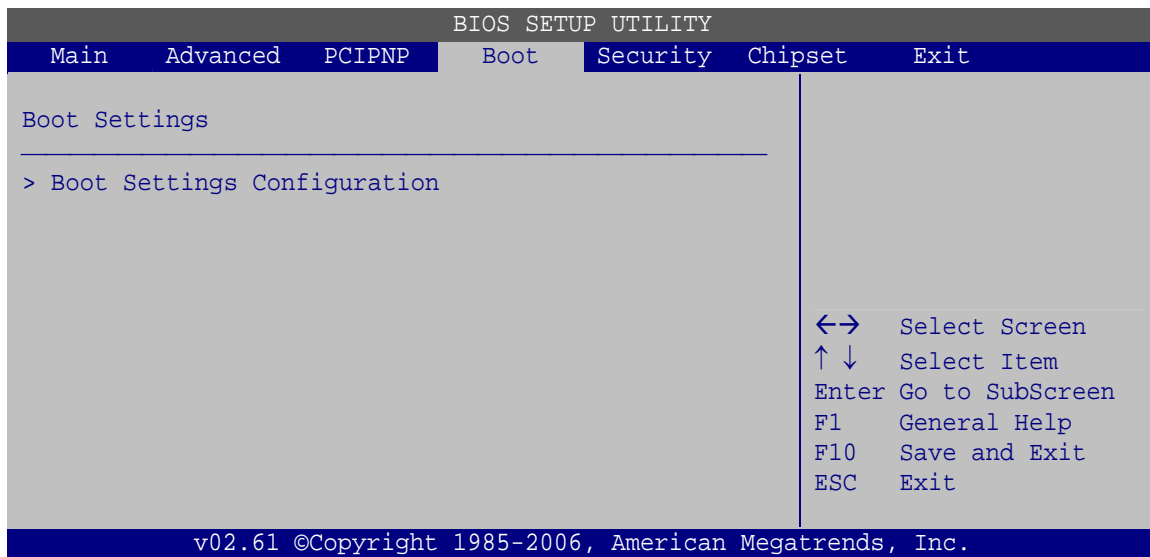 BIOS SETUP UTILITY
Main Advanced PCIPNP Boot Security Chipset Exit
Boot Settings
> Boot Settings Configuration
←→ Select Screen
↑ ↓ Select Item
Enter Go to SubScreen
F1 General Help
F10 Save and Exit
ESC Exit
v02.61 ©Copyright 1985-2006, American Megatrends, Inc.